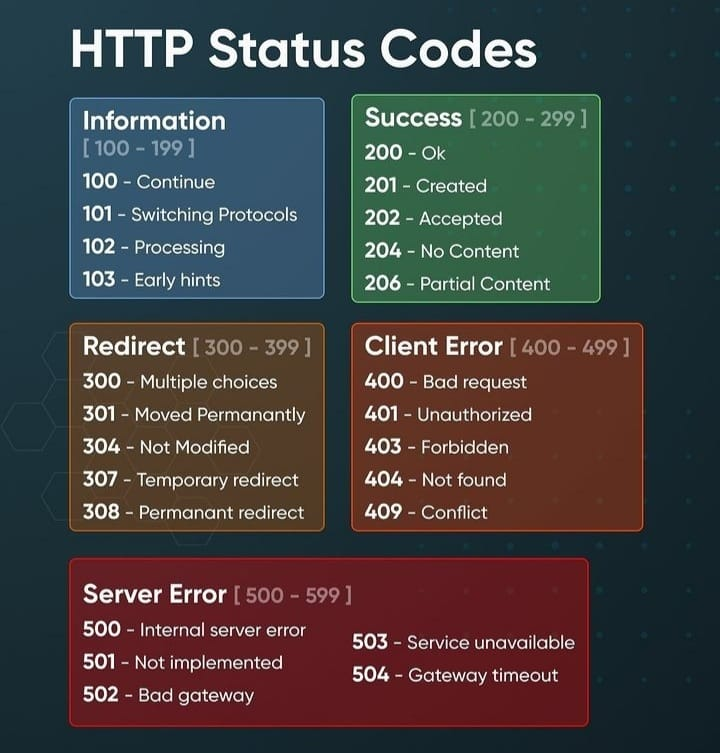 HTTP Status Codes
Information
[ 100 - 199 ]
100 - Continue
101 - Switching Protocols
102 - Processing
103 - Early hints
Success [ 200 - 299 ]
200 - Ok
201 - Created
202 - Accepted
204 - No Content
206 - Partial Content
Redirect [ 300 - 399 ]
300 - Multiple choices
301 - Moved Permanantly
304 - Not Modified
307 - Temporary redirect
308 - Permanant redirect
Client Error [ 400 - 499 ]
400 - Bad request
401 - Unauthorized
403 - Forbidden
404 - Not found
409 - Conflict
Server Error [ 500 - 599 ]
500 - Internal server error
501 - Not implemented
502 - Bad gateway
503 - Service unavailable
504 - Gateway timeout